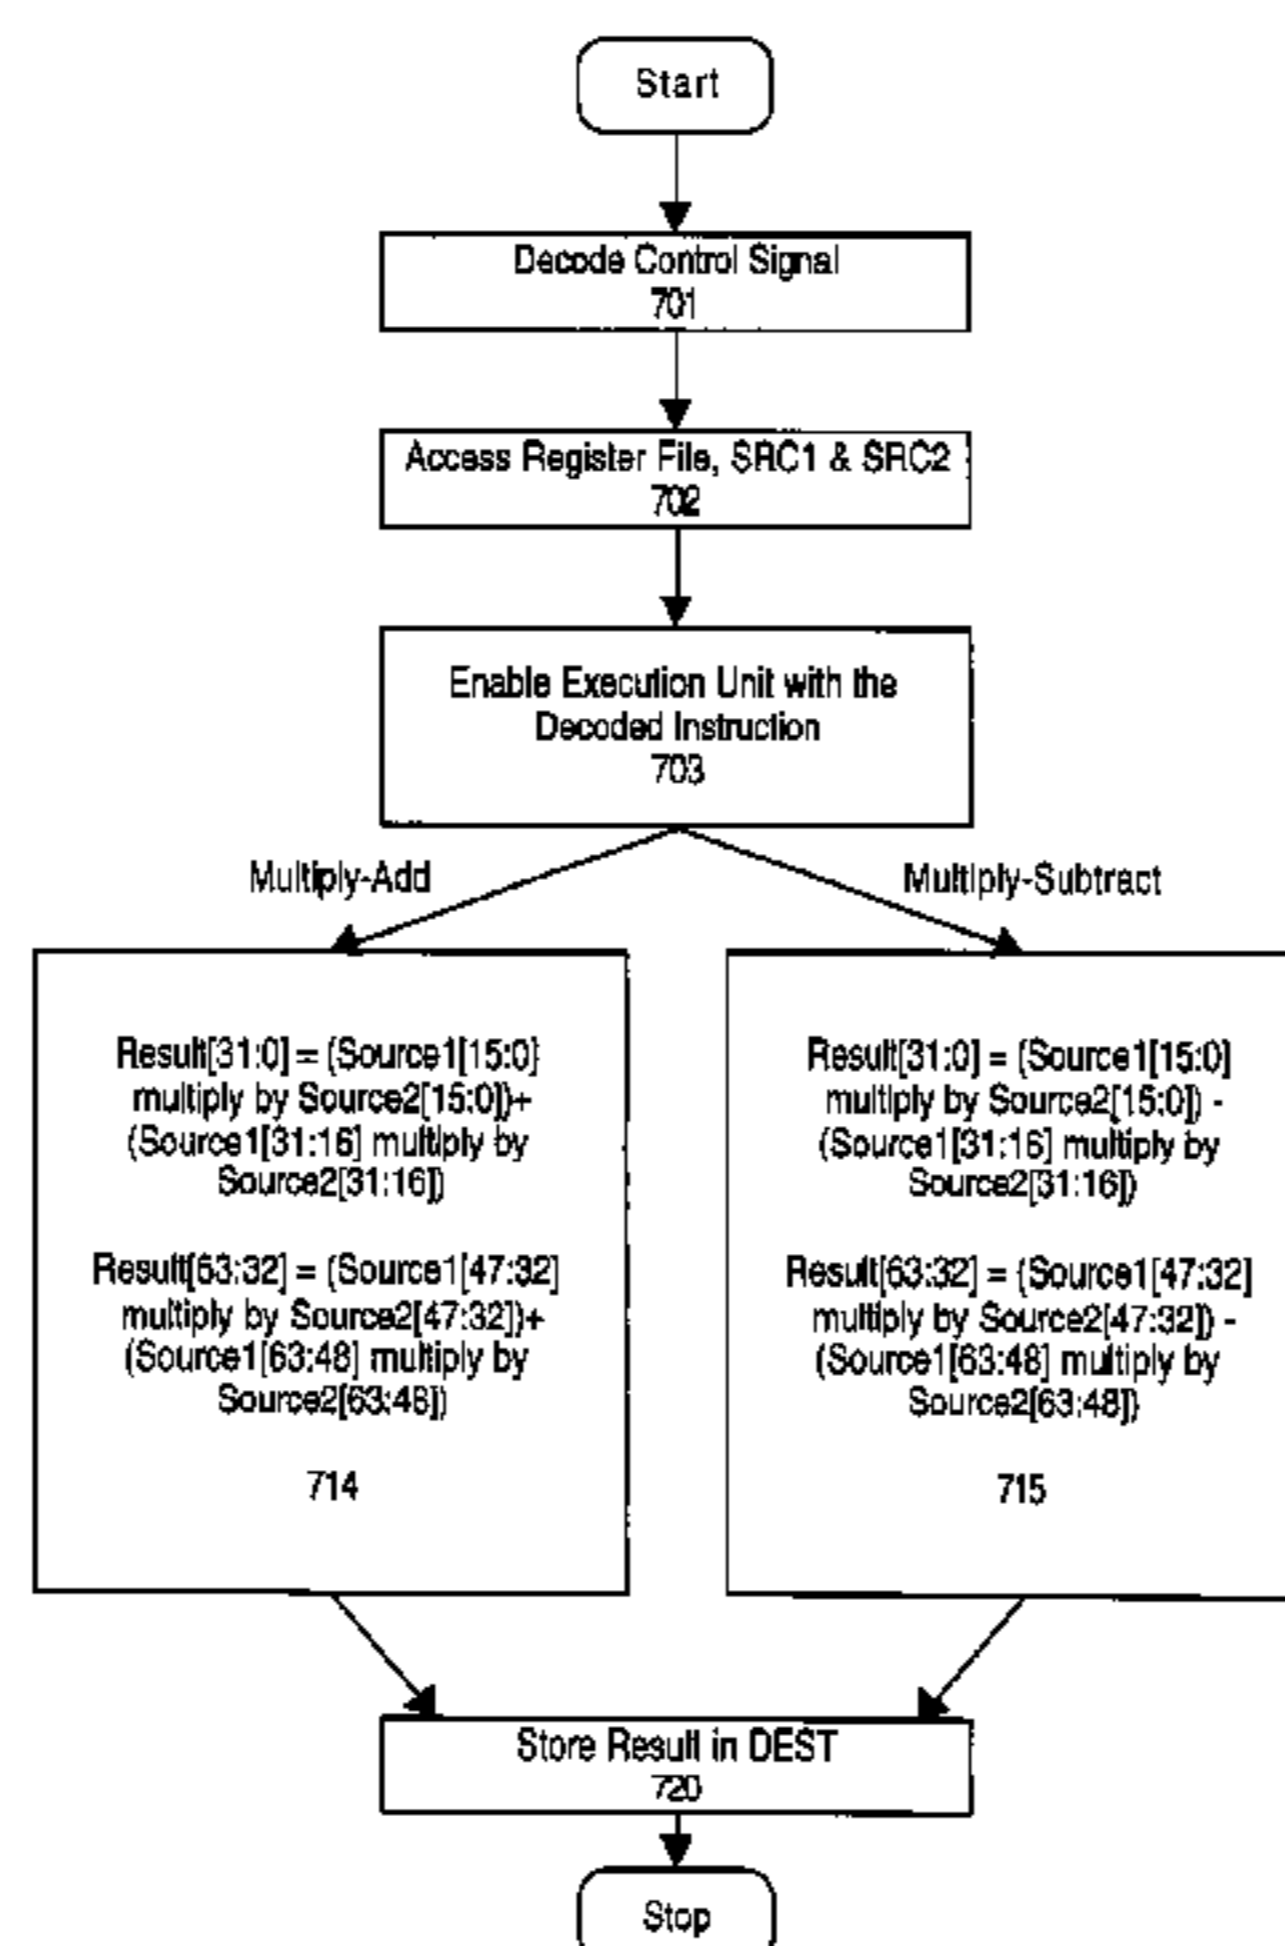 Start
Decode Control Signal
701
Access Register File, SRC1 & SRC2
702
Enable Execution Unit with the
Decoded Instruction
703
Multiply-Add
Multiply-Subtract
Result[31:0] = (Source1[15:0]
multiply by Source2[15:0])+
(Source1[31:16] multiply by
Source2[31:16])
Result[63:32] = (Source1[47:32]
multiply by Source2[47:32])+
(Source1[63:48] multiply by
Source2[63:48])
714
Result[31:0] = (Source1[15:0]
multiply by Source2[15:0]) -
(Source1[31:16] multiply by
Source2[31:16])
Result[63:32] = (Source1[47:32]
multiply by Source2[47:32]) -
(Source1[63:48] multiply by
Source2[63:48])
715
Store Result in DEST
720
Stop